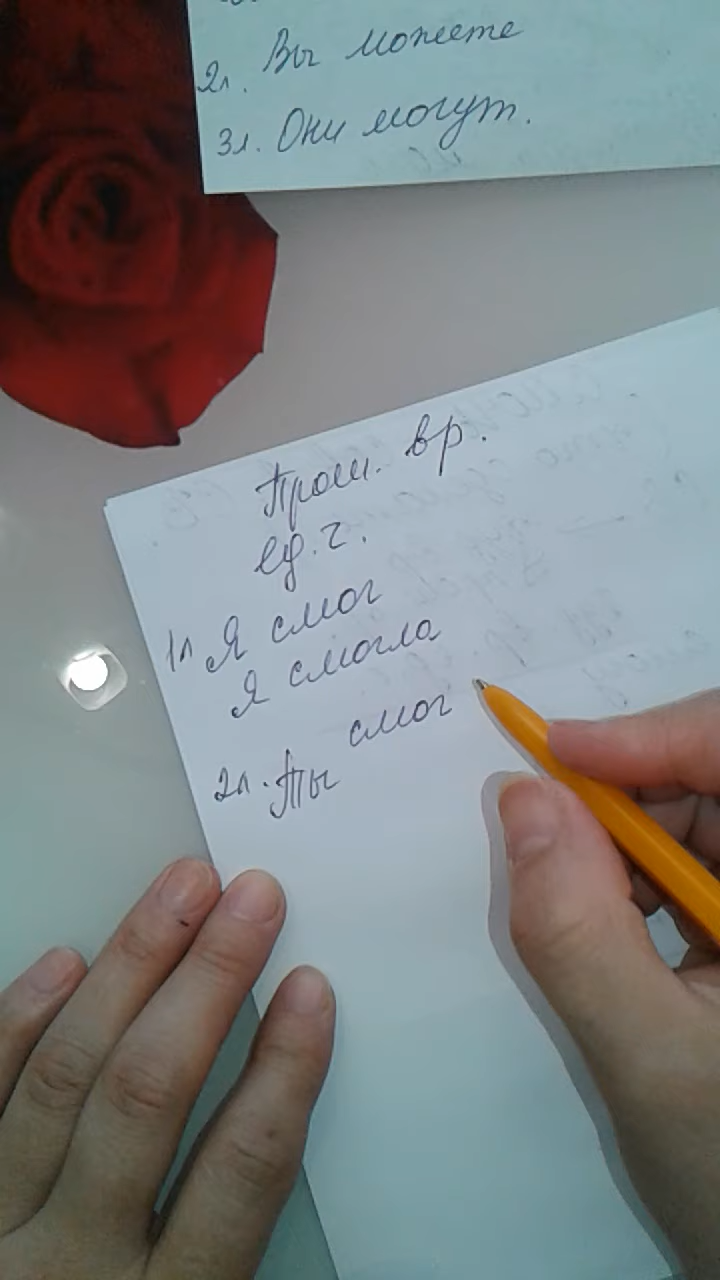 2л. Вы можете
3л. Они могут.
Прош. вр.
ед. ч.
1л Я смог
Я смогла
смог
2л. Ты